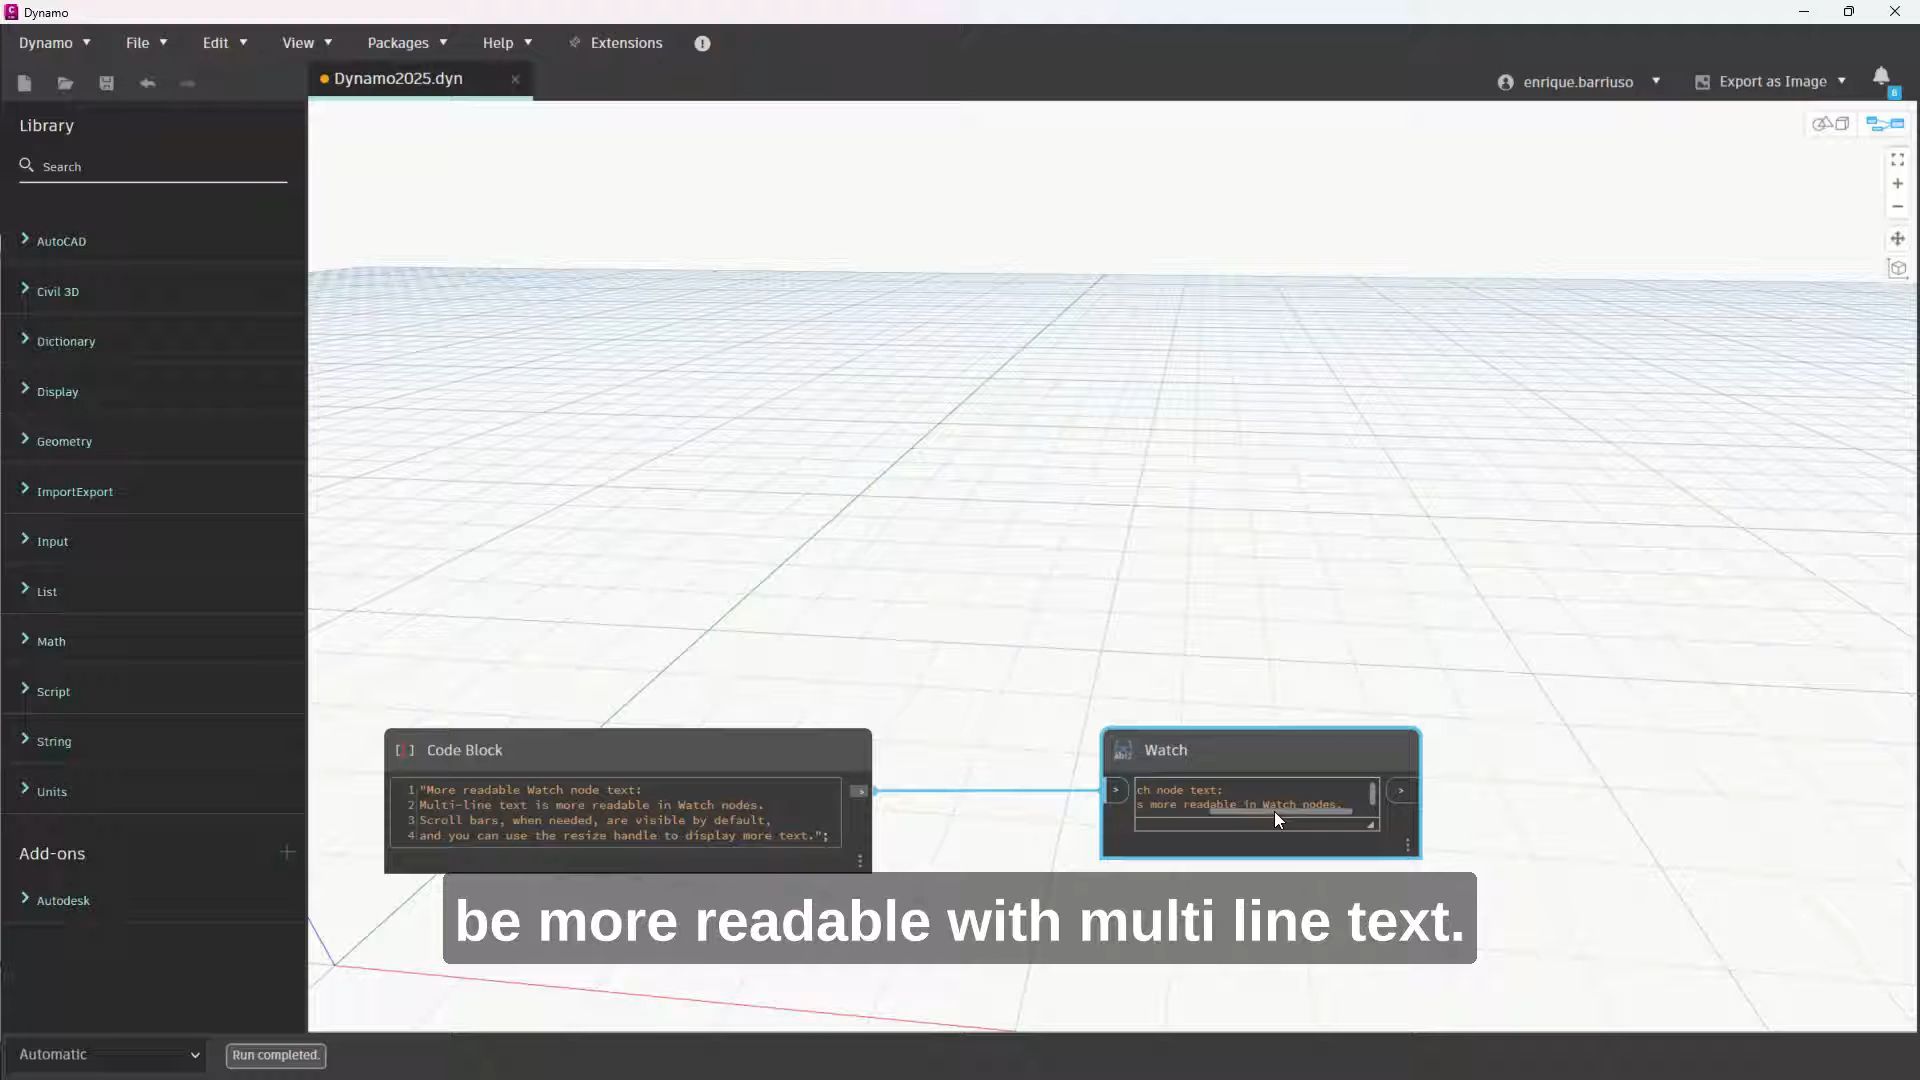 Dynamo
Dynamo File Edit View Packages Help Extensions
Dynamo2025.dyn
enrique.barriuso Export as Image
8
Library
Search
AutoCAD
Civil 3D
Dictionary
Display
Geometry
ImportExport
Input
List
Math
Script
String
Units
Add-ons
Autodesk
Code Block
1 "More readable Watch node text:
2 Multi-line text is more readable in Watch nodes.
3 Scroll bars, when needed, are visible by default,
4 and you can use the resize handle to display more text.";
>
Watch
>
ch node text:
s more readable in Watch nodes.
>
be more readable with multi line text.
Automatic
Run completed.